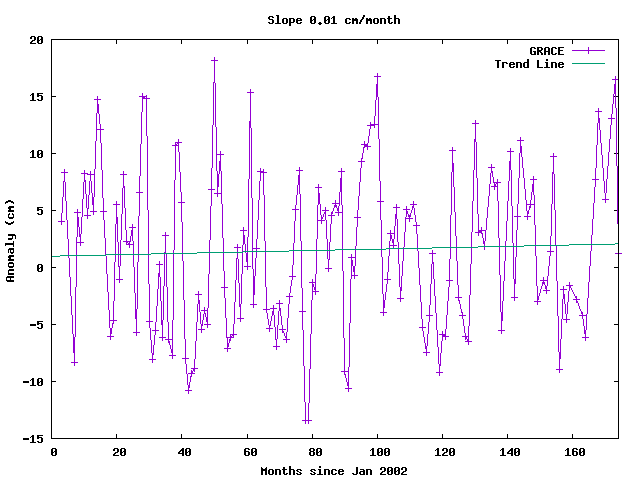 Slope 0.01 cm/month
GRACE
Trend Line
20
15
10
5
0
-5
-10
-15
Anomaly (cm)
0 20 40 60 80 100 120 140 160
Months since Jan 2002